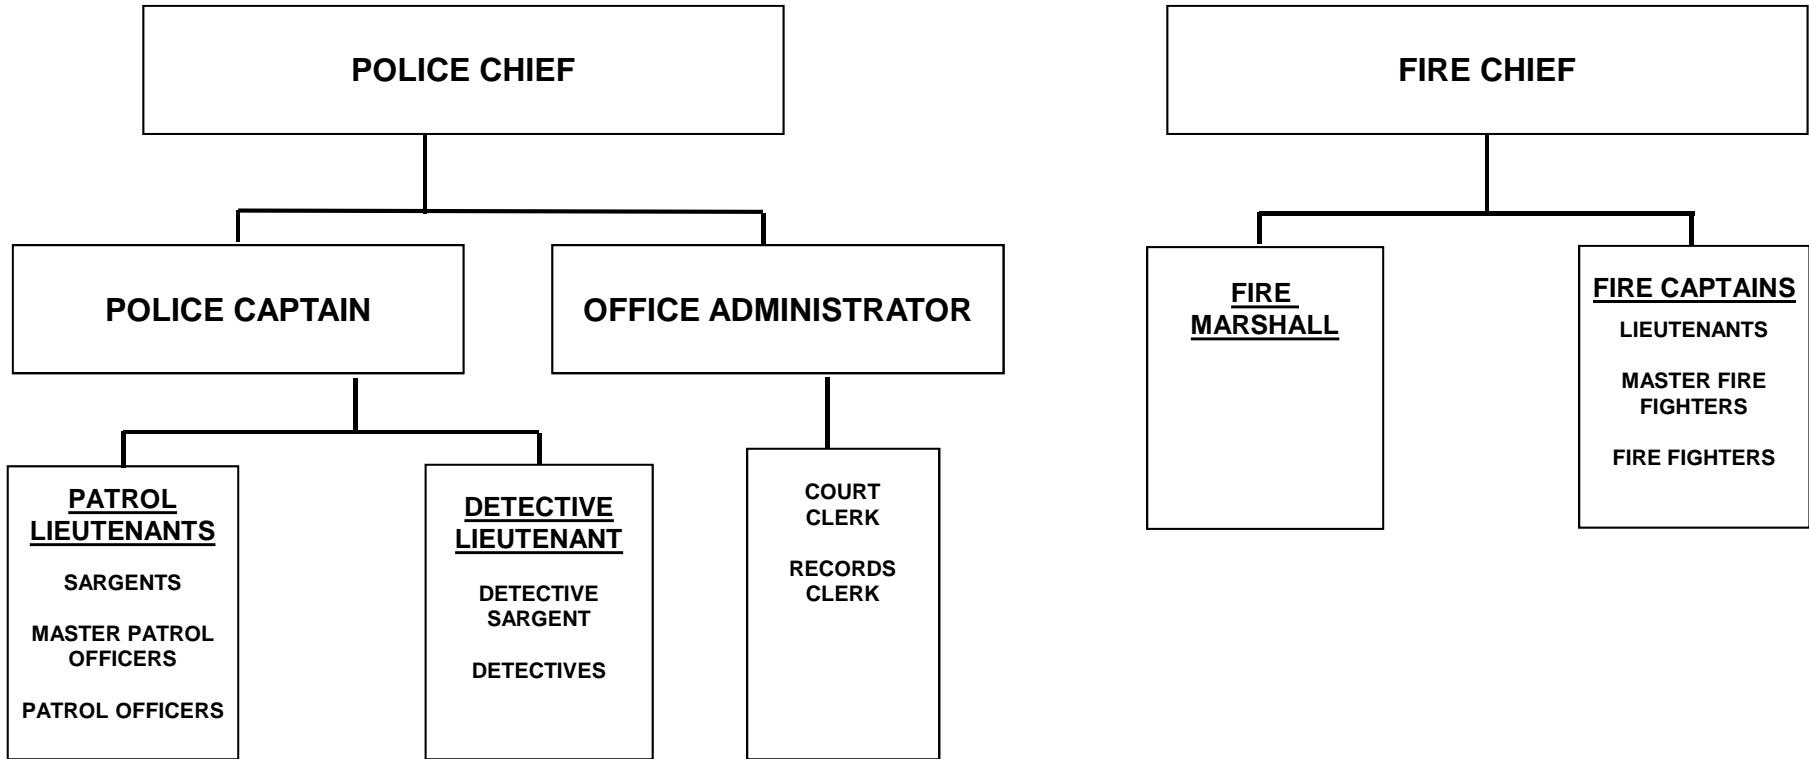 POLICE CHIEF
FIRE CHIEF
POLICE CAPTAIN
OFFICE ADMINISTRATOR
FIRE
MARSHALL
FIRE CAPTAINS
LIEUTENANTS
MASTER FIRE
FIGHTERS
FIRE FIGHTERS
PATROL
LIEUTENANTS
SARGENTS
MASTER PATROL
OFFICERS
PATROL OFFICERS
DETECTIVE
LIEUTENANT
DETECTIVE
SARGENT
DETECTIVES
COURT
CLERK
RECORDS
CLERK